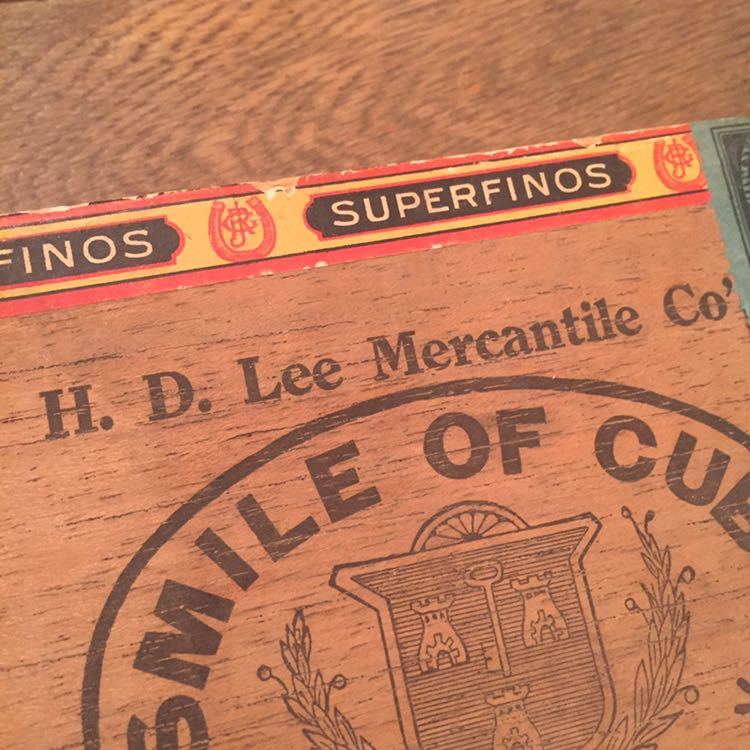 FINOS SUPERFINOS
H. D. Lee Mercantile Co'
SMILE OF CU